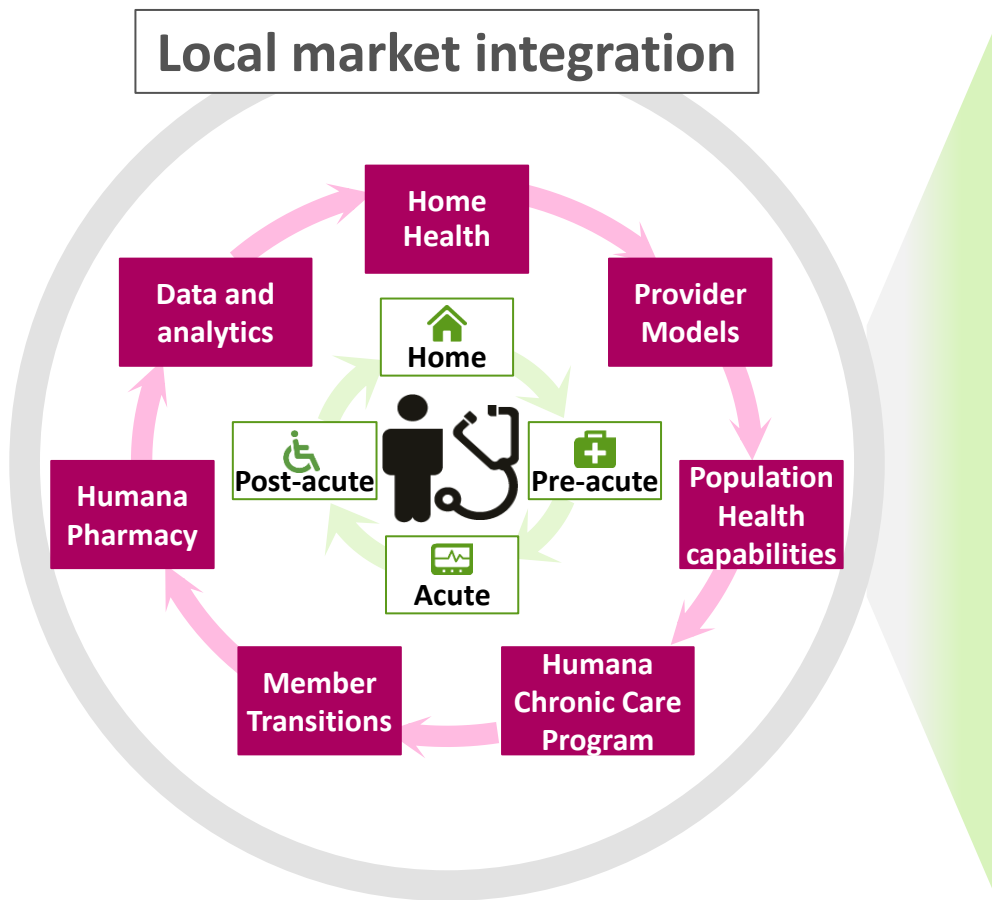 Local market integration
Home
Health
Provider
Models
Population
Health
capabilities
Humana
Chronic Care
Program
Member
Transitions
Humana
Pharmacy
Data and
analytics
Home
Pre-acute
Acute
Post-acute